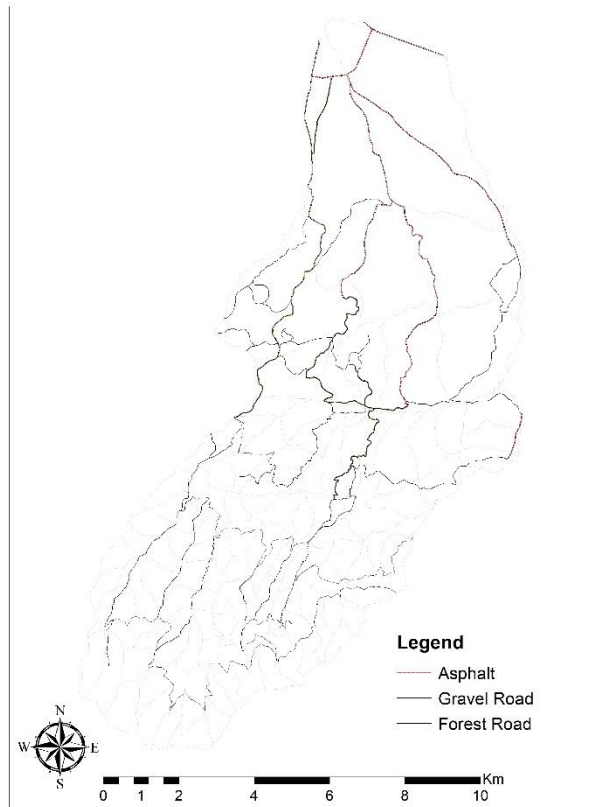 Legend
Asphalt
Gravel Road
Forest Road
N
W E
S
Km
0 1 2 4 6 8 10